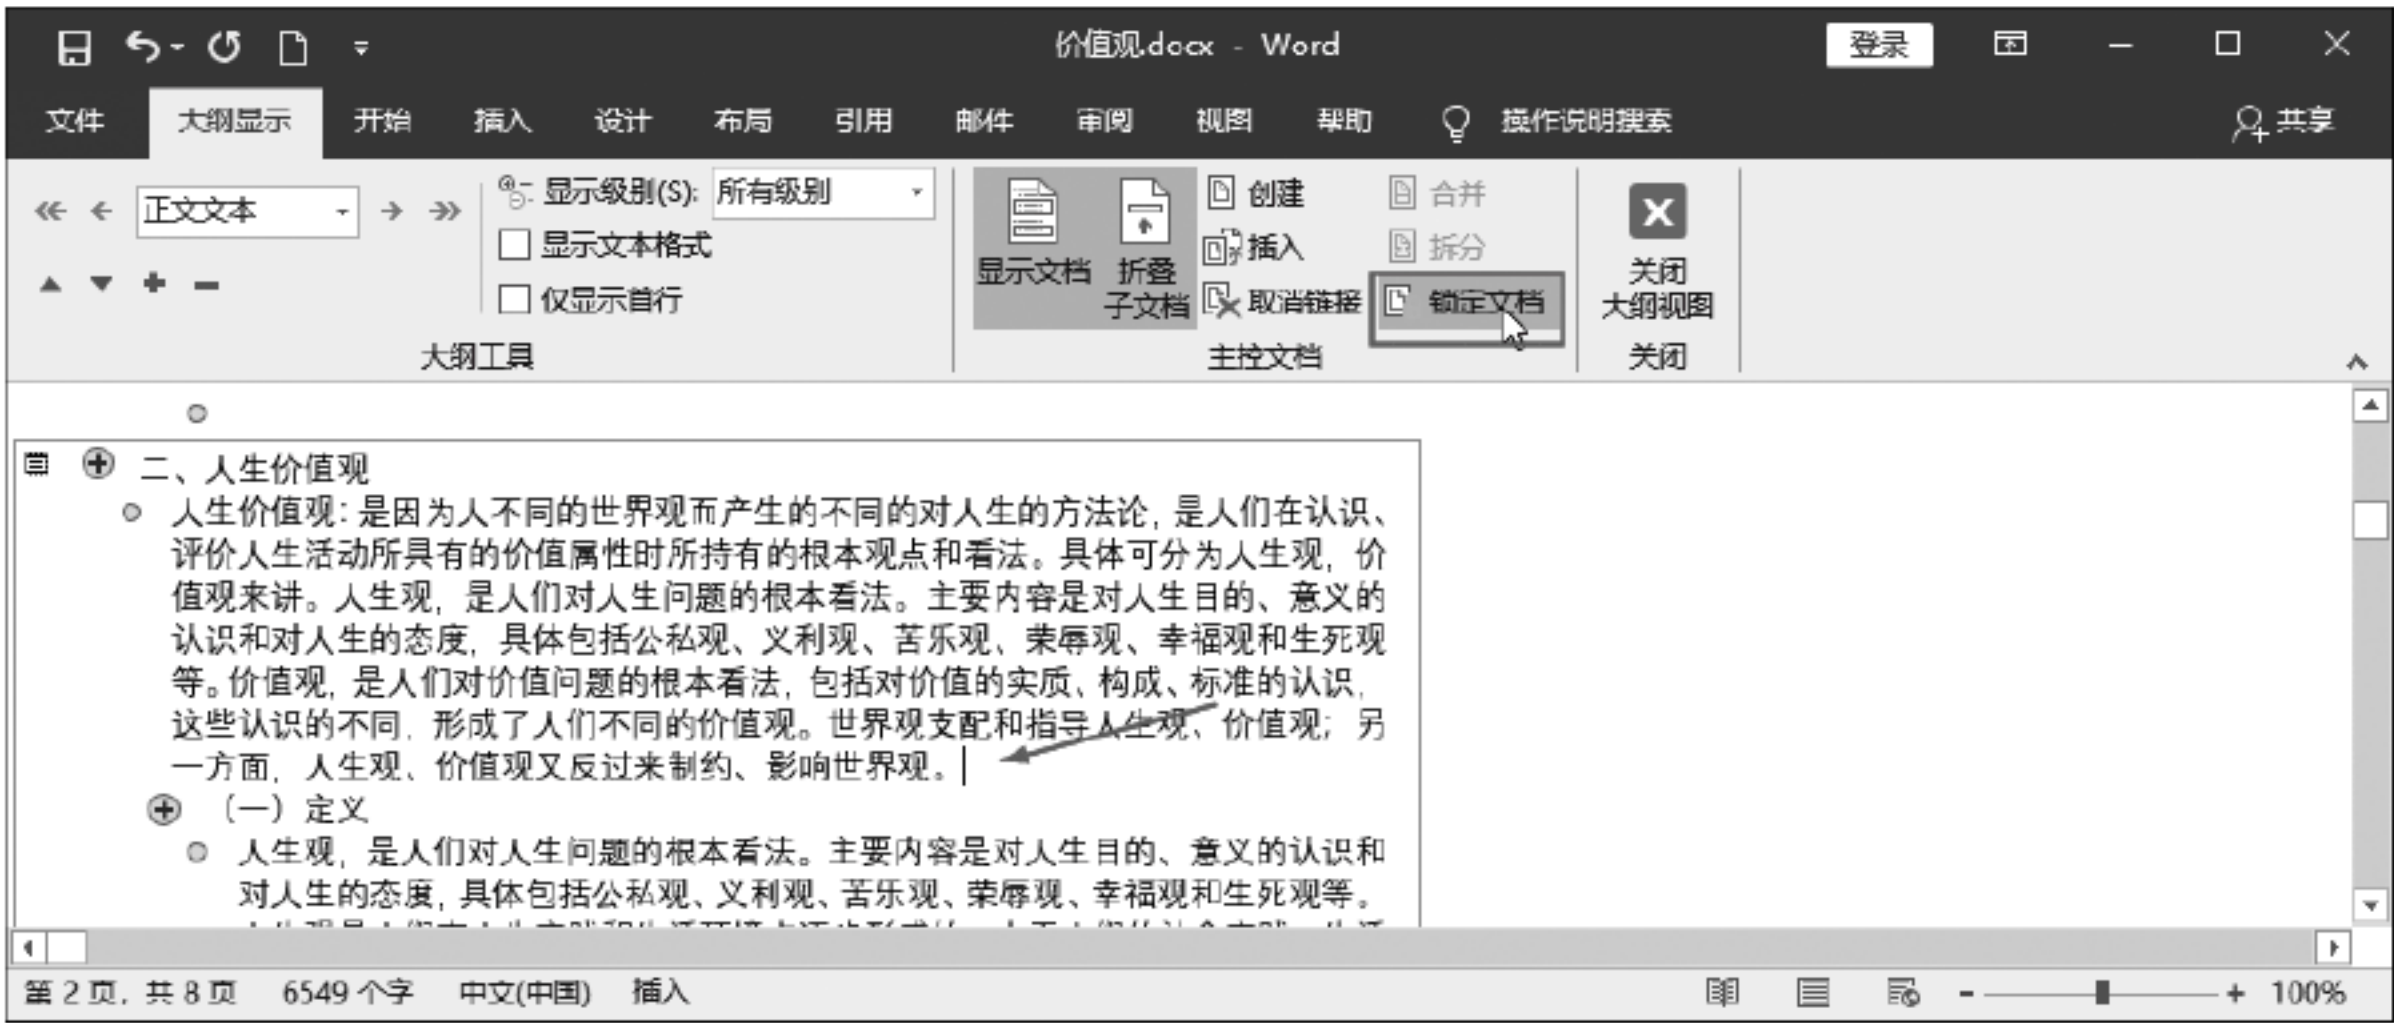 价值观.docx - Word
登录
文件 大纲显示 开始 插入 设计 布局 引用 邮件 审阅 视图 帮助 操作说明搜索 共享
正文文本
显示级别(S): 所有级别
显示文本格式
仅显示首行
大纲工具
显示文档
折叠
子文档
创建
插入
取消链接
合并
拆分
锁定文档
主控文档
关闭
大纲视图
关闭
二、人生价值观
人生价值观：是因为人不同的世界观而产生的不同的对人生的方法论，是人们在认识、
评价人生活动所具有的价值属性时所持有的根本观点和看法。具体可分为人生观，价
值观来讲。人生观，是人们对人生问题的根本看法。主要内容是对人生目的、意义的
认识和对人生的态度，具体包括公私观、义利观、苦乐观、荣辱观、幸福观和生死观
等。价值观，是人们对价值问题的根本看法，包括对价值的实质、构成、标准的认识，
这些认识的不同，形成了人们不同的价值观。世界观支配和指导人生观、价值观；另
一方面，人生观、价值观又反过来制约、影响世界观。
（一）定义
人生观，是人们对人生问题的根本看法。主要内容是对人生目的、意义的认识和
对人生的态度，具体包括公私观、义利观、苦乐观、荣辱观、幸福观和生死观等。
第 2 页，共 8 页 6549 个字 中文(中国) 插入 100%